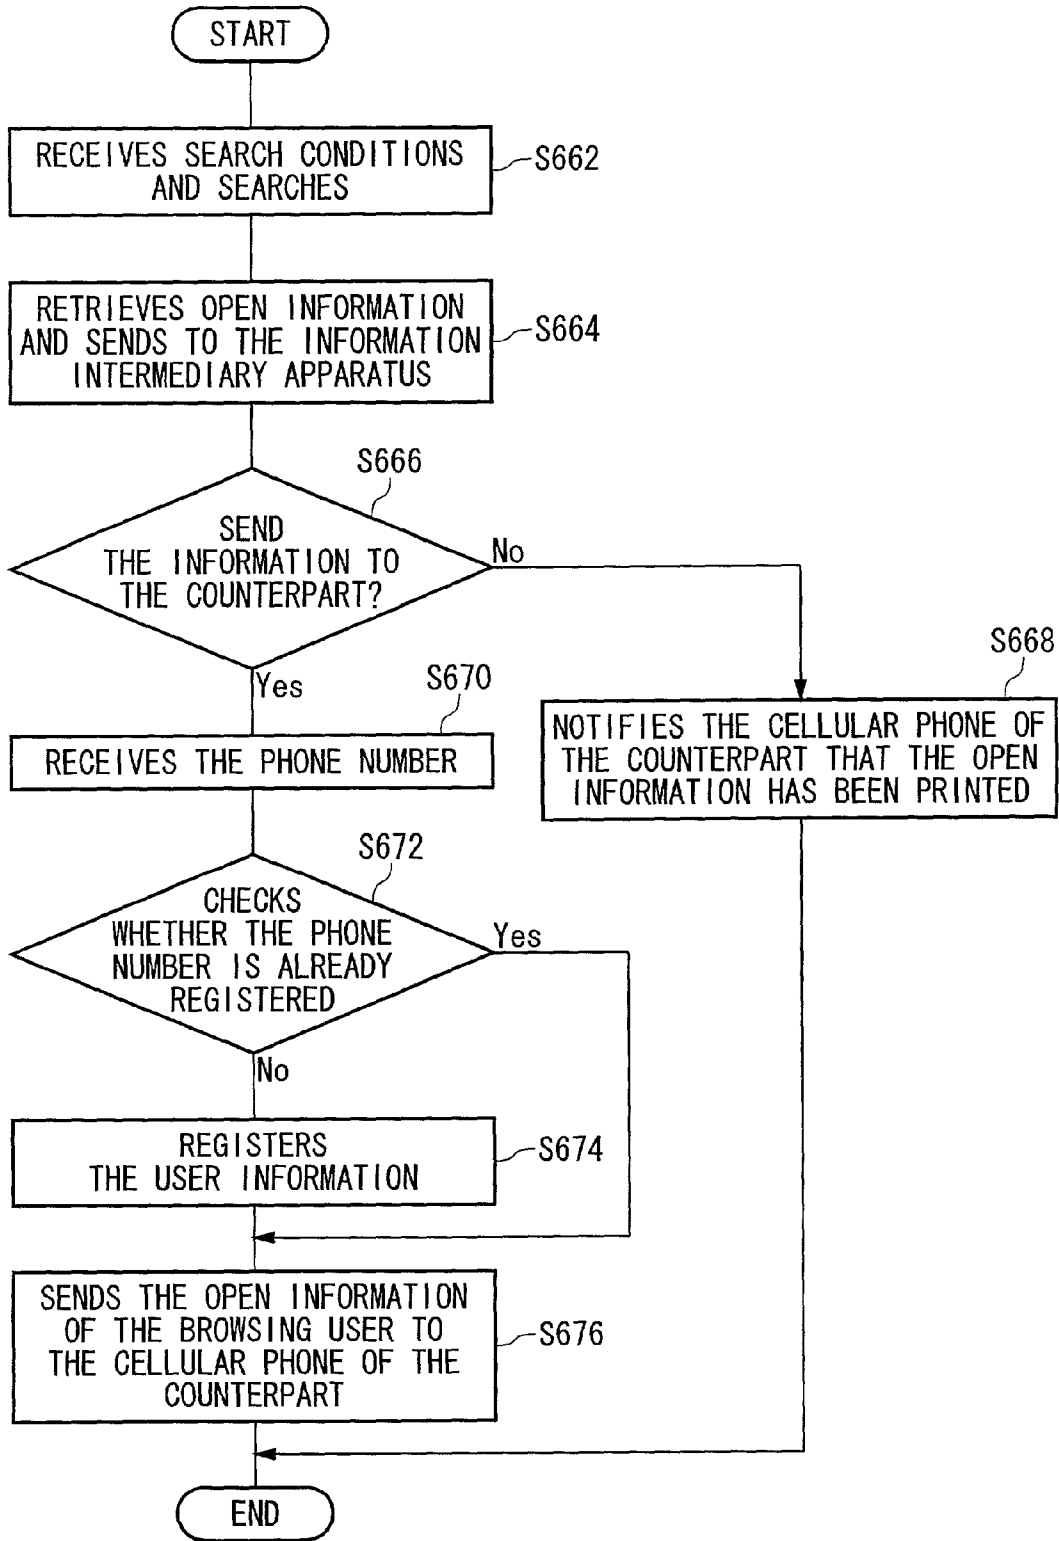 START
RECEIVES SEARCH CONDITIONS
AND SEARCHES
S662
RETRIEVES OPEN INFORMATION
AND SENDS TO THE INFORMATION
INTERMEDIARY APPARATUS
S664
S666
SEND
THE INFORMATION TO
THE COUNTERPART?
No
Yes
S668
NOTIFIES THE CELLULAR PHONE OF
THE COUNTERPART THAT THE OPEN
INFORMATION HAS BEEN PRINTED
S670
RECEIVES THE PHONE NUMBER
S672
CHECKS
WHETHER THE PHONE
NUMBER IS ALREADY
REGISTERED
Yes
No
REGISTERS
THE USER INFORMATION
S674
SENDS THE OPEN INFORMATION
OF THE BROWSING USER TO
THE CELLULAR PHONE OF THE
COUNTERPART
S676
END